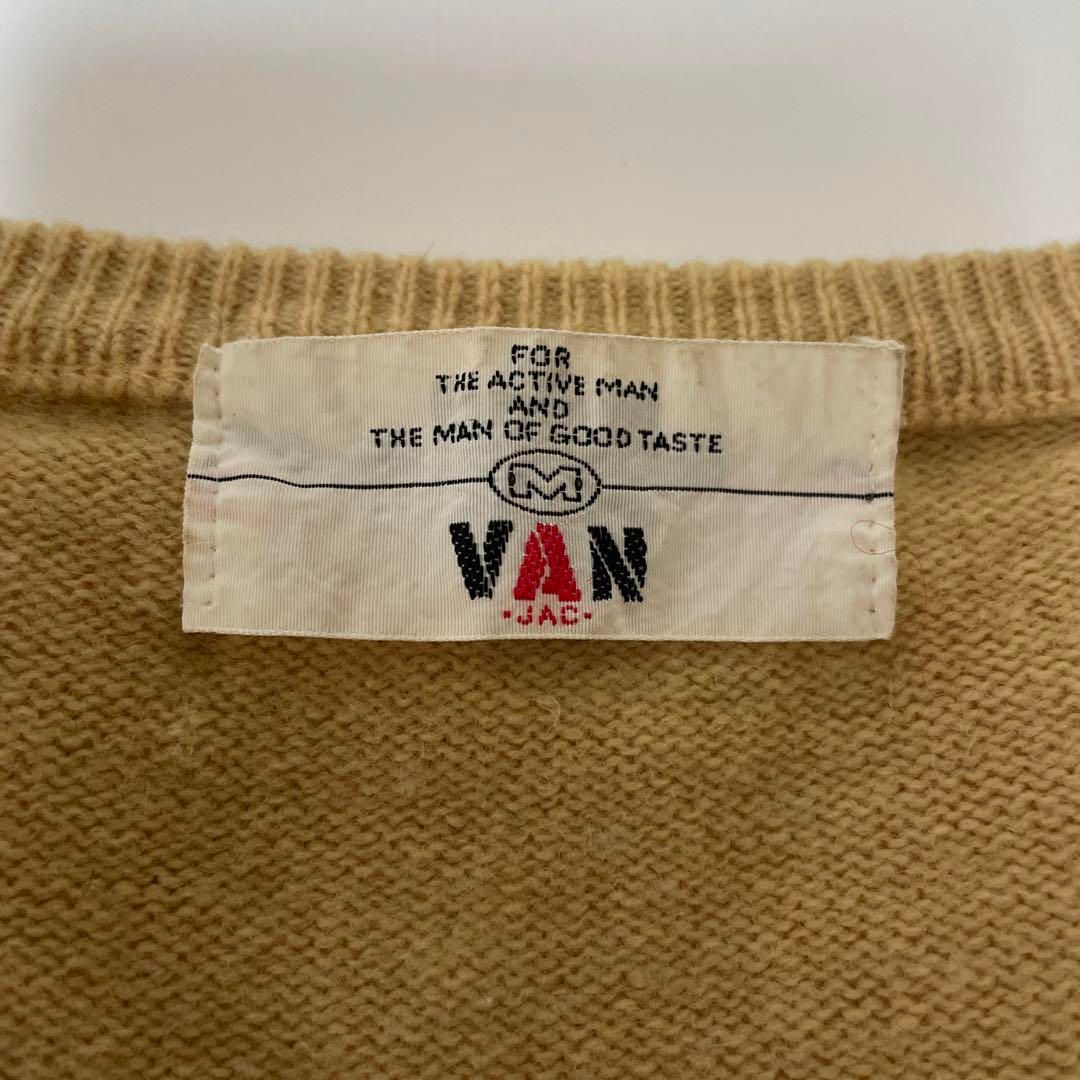 FOR
THE ACTIVE MAN
AND
THE MAN OF GOOD TASTE
M
VAN
·JAC·